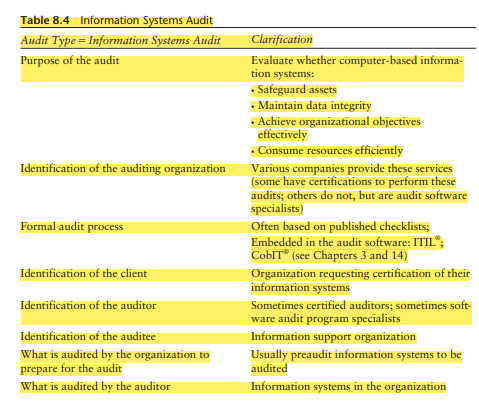 Table 8.4 Information Systems Audit
Audit Type = Information Systems Audit Clarification
Purpose of the audit Evaluate whether computer-based informa-
tion systems:
• Safeguard assets
• Maintain data integrity
• Achieve organizational objectives
effectively
• Consume resources efficiently
Identification of the auditing organization Various companies provide these services
(some have certifications to perform these
audits; others do not, but are audit software
specialists)
Formal audit process Often based on published checklists;
Embedded in the audit software: ITIL®;
CobIT® (see Chapters 3 and 14)
Identification of the client Organization requesting certification of their
information systems
Identification of the auditor Sometimes certified auditors; sometimes soft-
ware audit program specialists
Identification of the auditee Information support organization
What is audited by the organization to Usually preaudit information systems to be
prepare for the audit audited
What is audited by the auditor Information systems in the organization